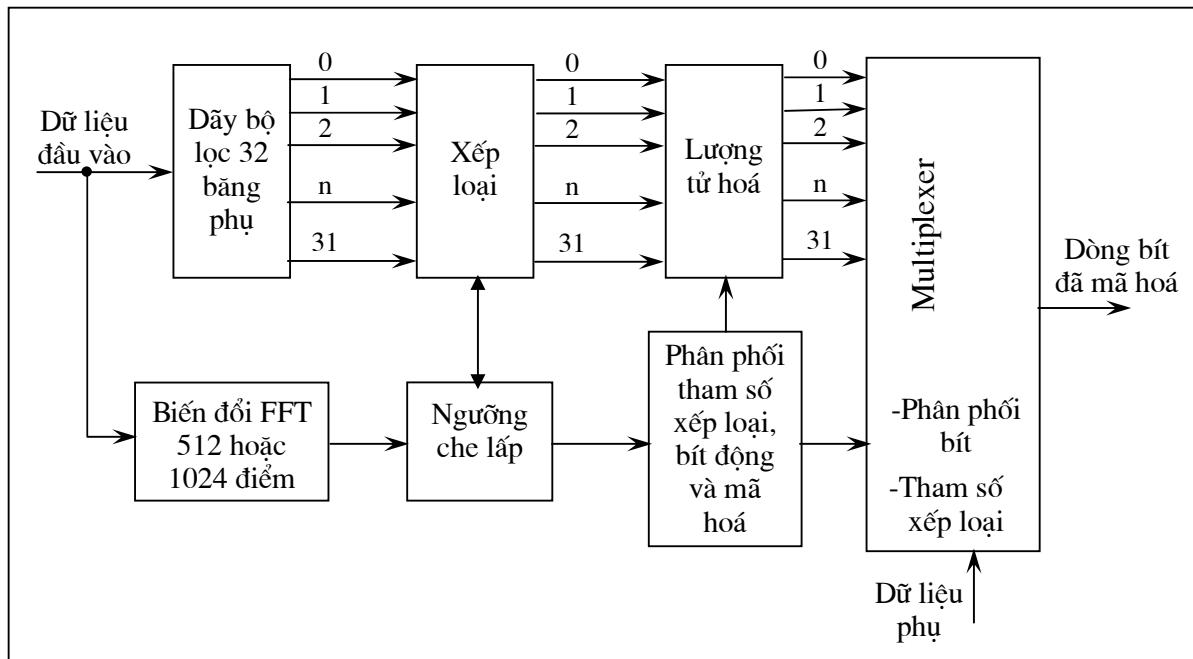 Dữ liệu
đầu vào
Dãy bộ
lọc 32
băng
phụ
0
1
2
n
31
Xếp
loại
0
1
2
n
31
Lượng
tử hoá
0
1
2
n
31
Multiplexer
-Phân phối
bít
-Tham số
xếp loại
Dòng bít
đã mã hoá
Biến đổi FFT
512 hoặc
1024 điểm
Ngưỡng
che lấp
Phân phối
tham số
xếp loại,
bít động
và mã
hoá
Dữ liệu
phụ